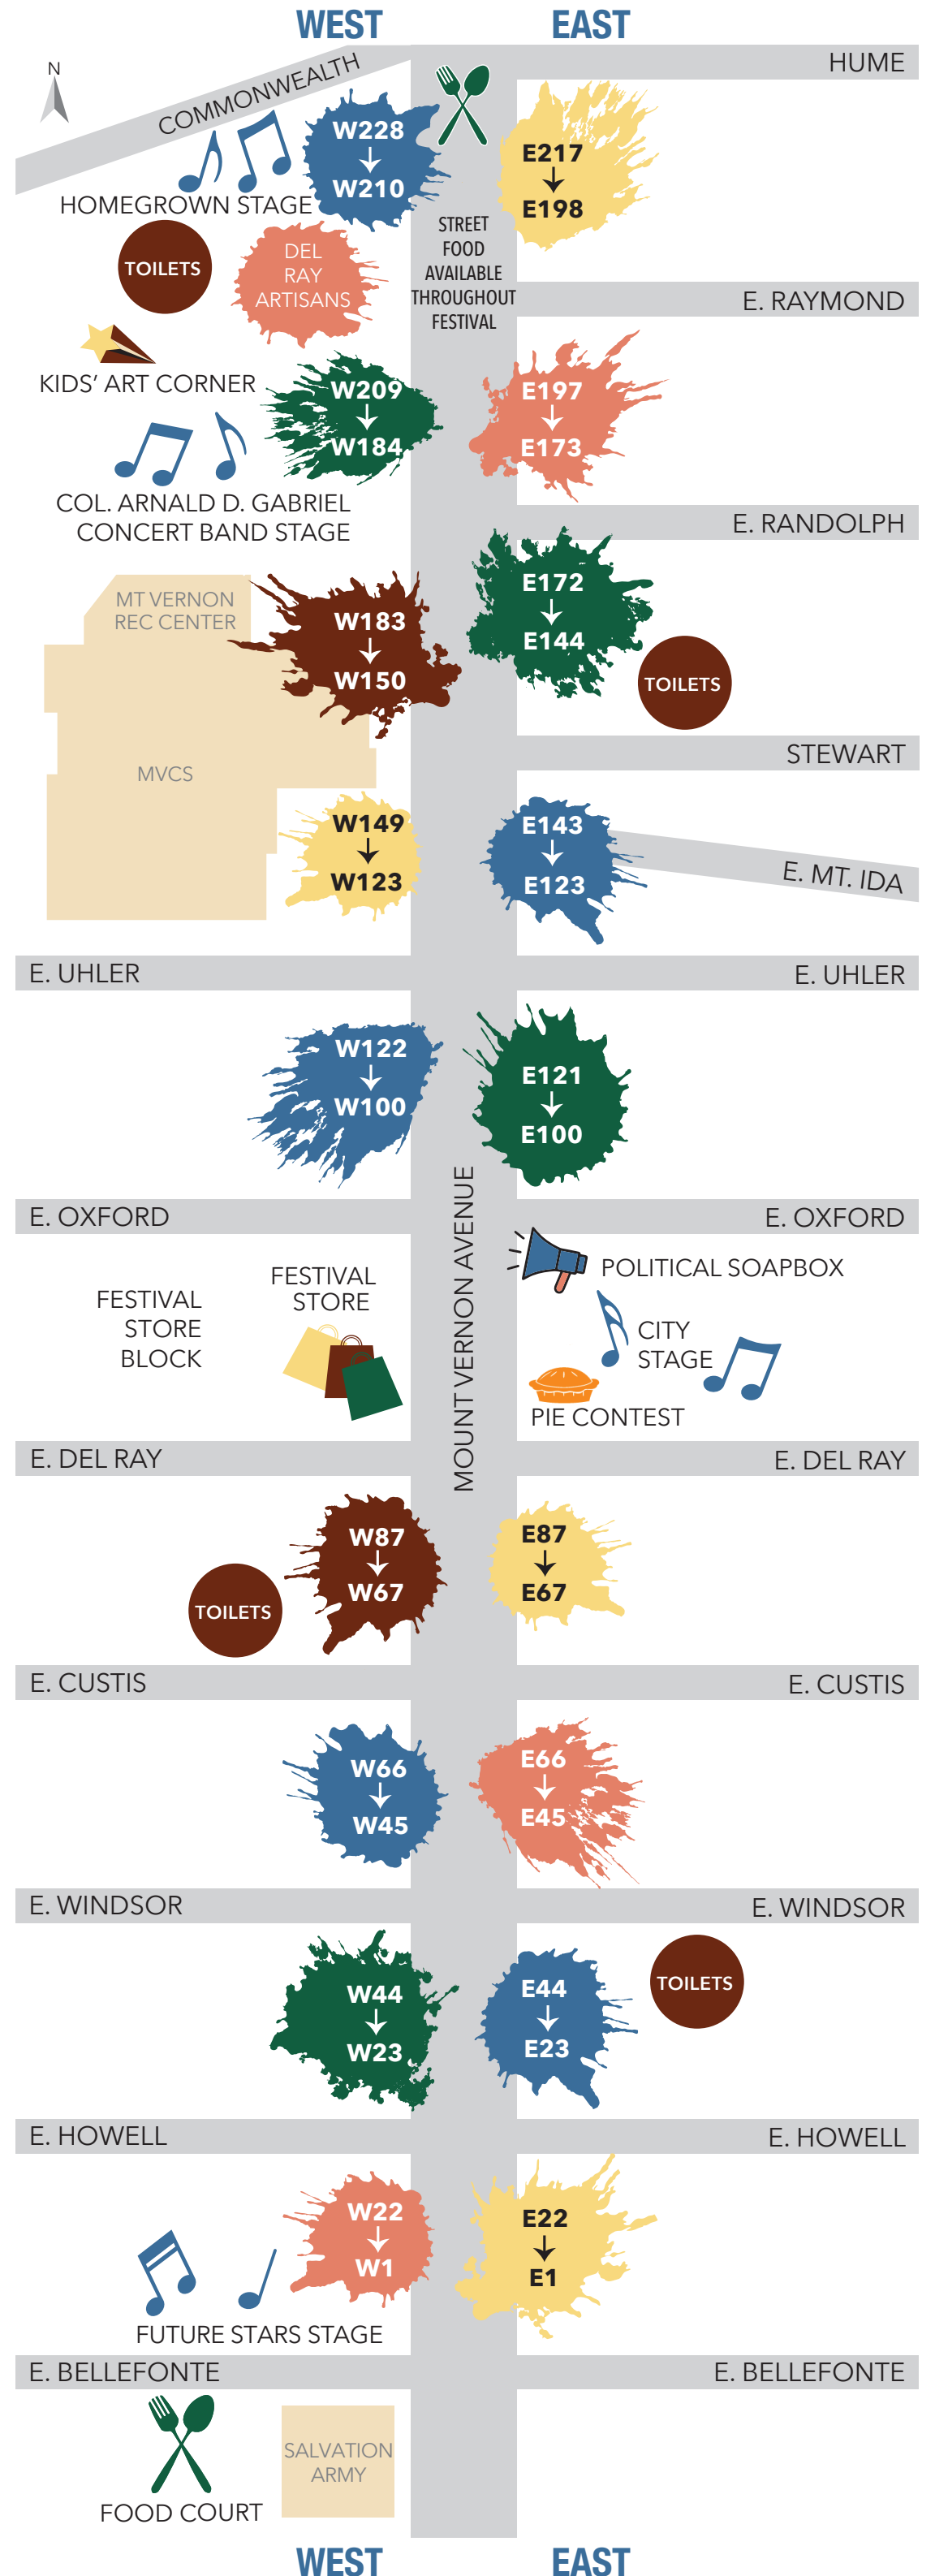 WEST
EAST
HUME
N
COMMONWEALTH
W228
W210
E217
E198
HOMEGROWN STAGE
STREET
FOOD
AVAILABLE
THROUGHOUT
FESTIVAL
TOILETS
DEL
RAY
ARTISANS
E. RAYMOND
KIDS' ART CORNER
W209
W184
E197
E173
COL. ARNALD D. GABRIEL
CONCERT BAND STAGE
E. RANDOLPH
MT VERNON
REC CENTER
W183
W150
E172
E144
TOILETS
STEWART
MVCS
W149
W123
E143
E123
E. MT. IDA
E. UHLER
E. UHLER
W122
W100
E121
E100
MOUNT VERNON AVENUE
E. OXFORD
E. OXFORD
FESTIVAL
STORE
BLOCK
FESTIVAL
STORE
POLITICAL SOAPBOX
CITY
STAGE
PIE CONTEST
E. DEL RAY
E. DEL RAY
W87
W67
E87
E67
TOILETS
E. CUSTIS
E. CUSTIS
W66
W45
E66
E45
E. WINDSOR
E. WINDSOR
W44
W23
E44
E23
TOILETS
E. HOWELL
E. HOWELL
W22
W1
E22
E1
FUTURE STARS STAGE
E. BELLEFONTE
E. BELLEFONTE
SALVATION
ARMY
FOOD COURT
WEST
EAST